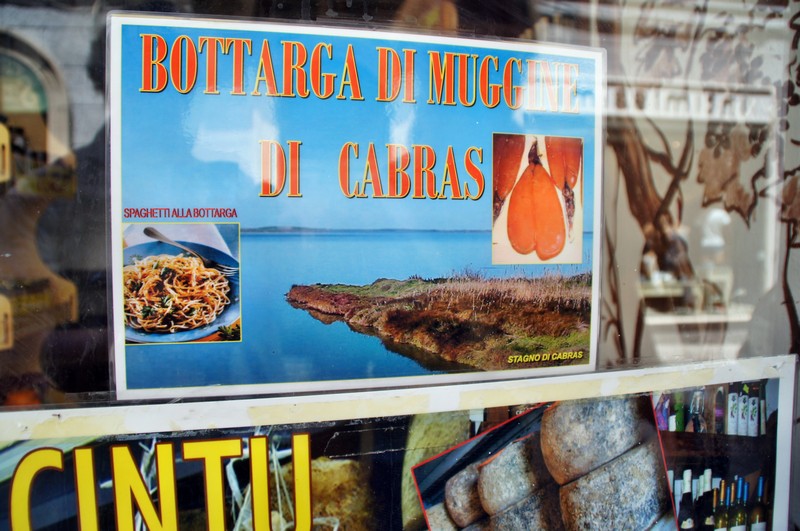 BOTTARGA DI MUGGINE
DI CABRAS
SPAGHETTI ALLA BOTTARGA
STAGNO DI CABRAS
CINTU